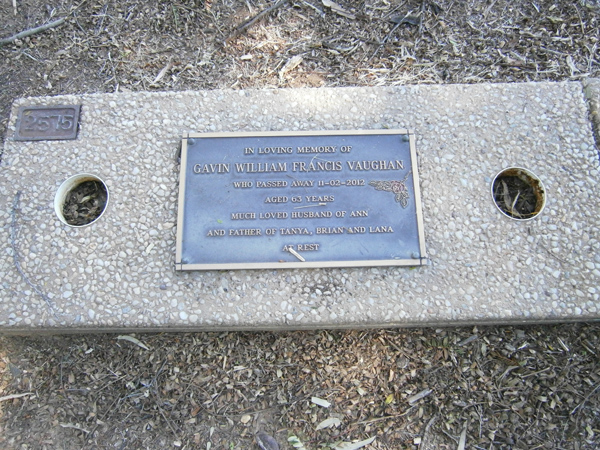 2575
IN LOVING MEMORY OF
GAVIN WILLIAM FRANCIS VAUGHAN
WHO PASSED AWAY 11-02-2012
AGED 63 YEARS
MUCH LOVED HUSBAND OF ANN
AND FATHER OF TANYA, BRIAN AND LANA
AT REST